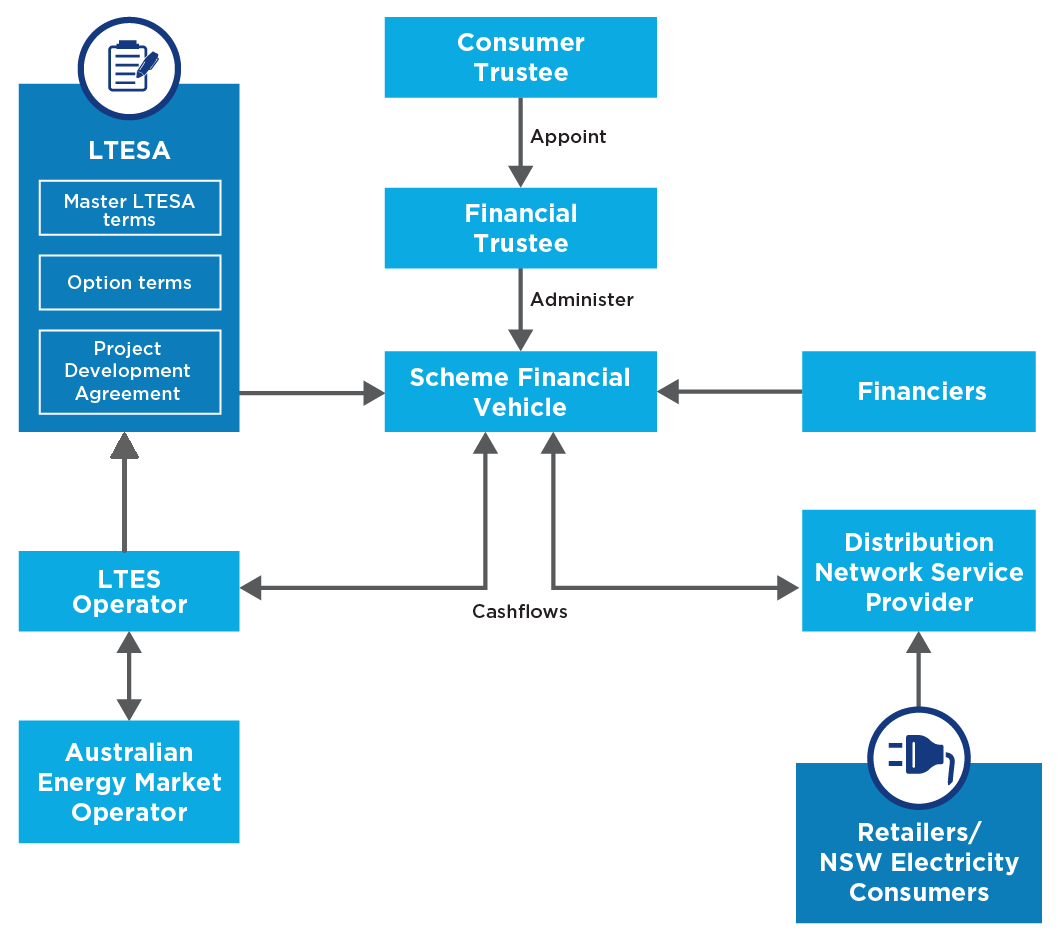 Consumer
Trustee
Appoint
LTESA
Master LTESA
terms
Option terms
Project
Development
Agreement
Financial
Trustee
Administer
Scheme Financial
Vehicle
Financiers
LTES
Operator
Cashflows
Distribution
Network Service
Provider
Australian
Energy Market
Operator
Retailers/
NSW Electricity
Consumers